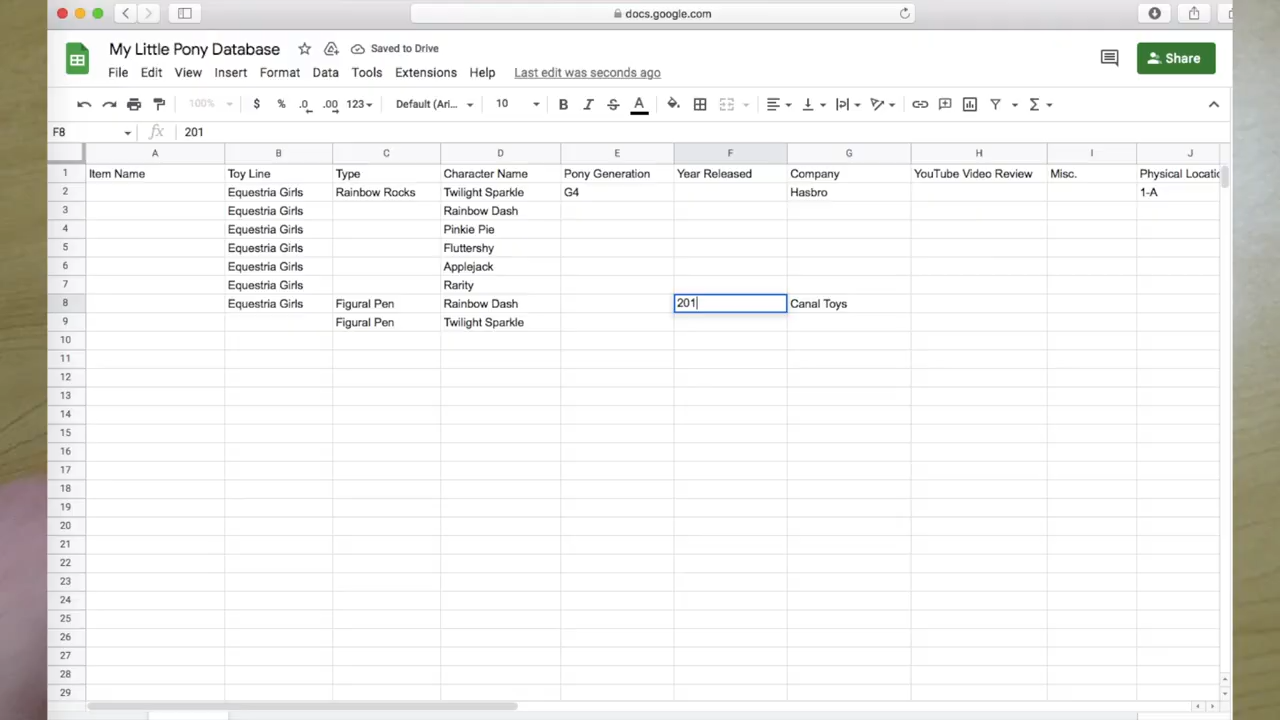 docs.google.com
My Little Pony Database Saved to Drive
File Edit View Insert Format Data Tools Extensions Help Last edit was seconds ago Share
100% $ % .0 .00 123 Default (Ari... 10 B I S A
F8 fx 201
A B C D E F G H I J
1 Item Name Toy Line Type Character Name Pony Generation Year Released Company YouTube Video Review Misc. Physical Locatio
2 Equestria Girls Rainbow Rocks Twilight Sparkle G4 Hasbro 1-A
3 Equestria Girls Rainbow Dash
4 Equestria Girls Pinkie Pie
5 Equestria Girls Fluttershy
6 Equestria Girls Applejack
7 Equestria Girls Rarity
8 Equestria Girls Figural Pen Rainbow Dash 201 Canal Toys
9 Figural Pen Twilight Sparkle
10
11
12
13
14
15
16
17
18
19
20
21
22
23
24
25
26
27
28
29